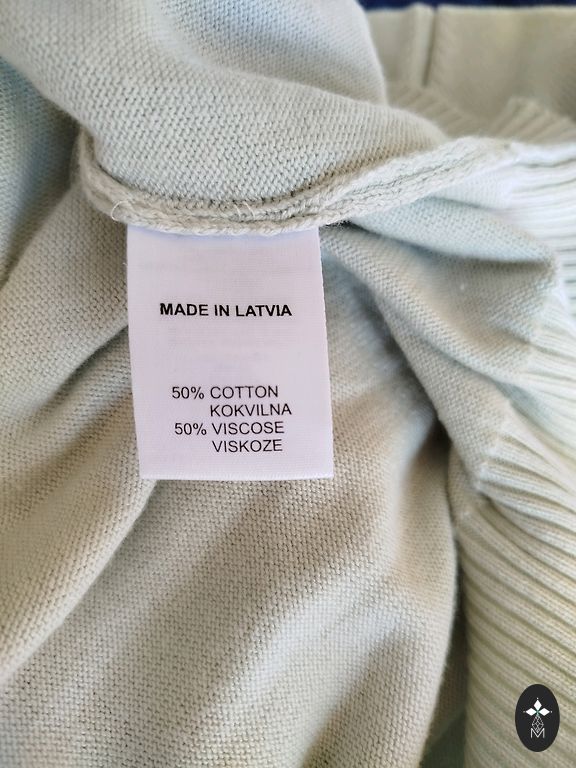 MADE IN LATVIA
50% COTTON
KOKVILNA
50% VISCOSE
VISKOZE
M